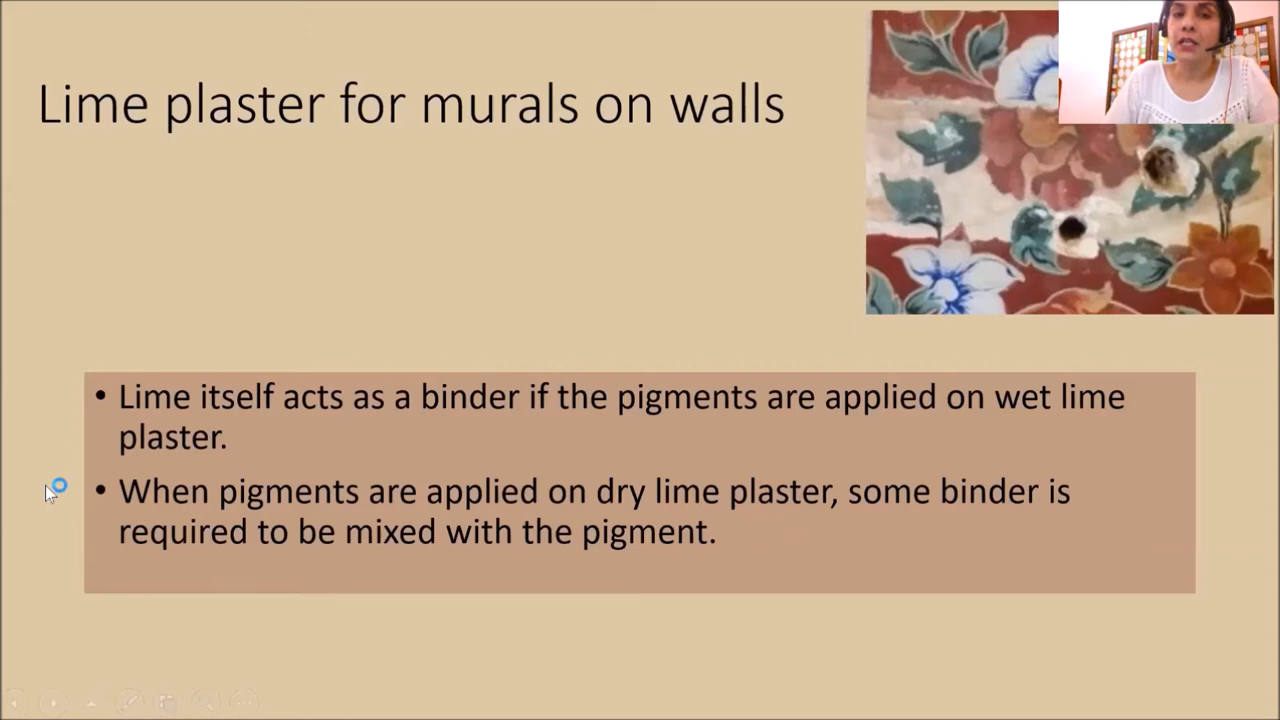 Lime plaster for murals on walls
• Lime itself acts as a binder if the pigments are applied on wet lime
plaster.
• When pigments are applied on dry lime plaster, some binder is
required to be mixed with the pigment.